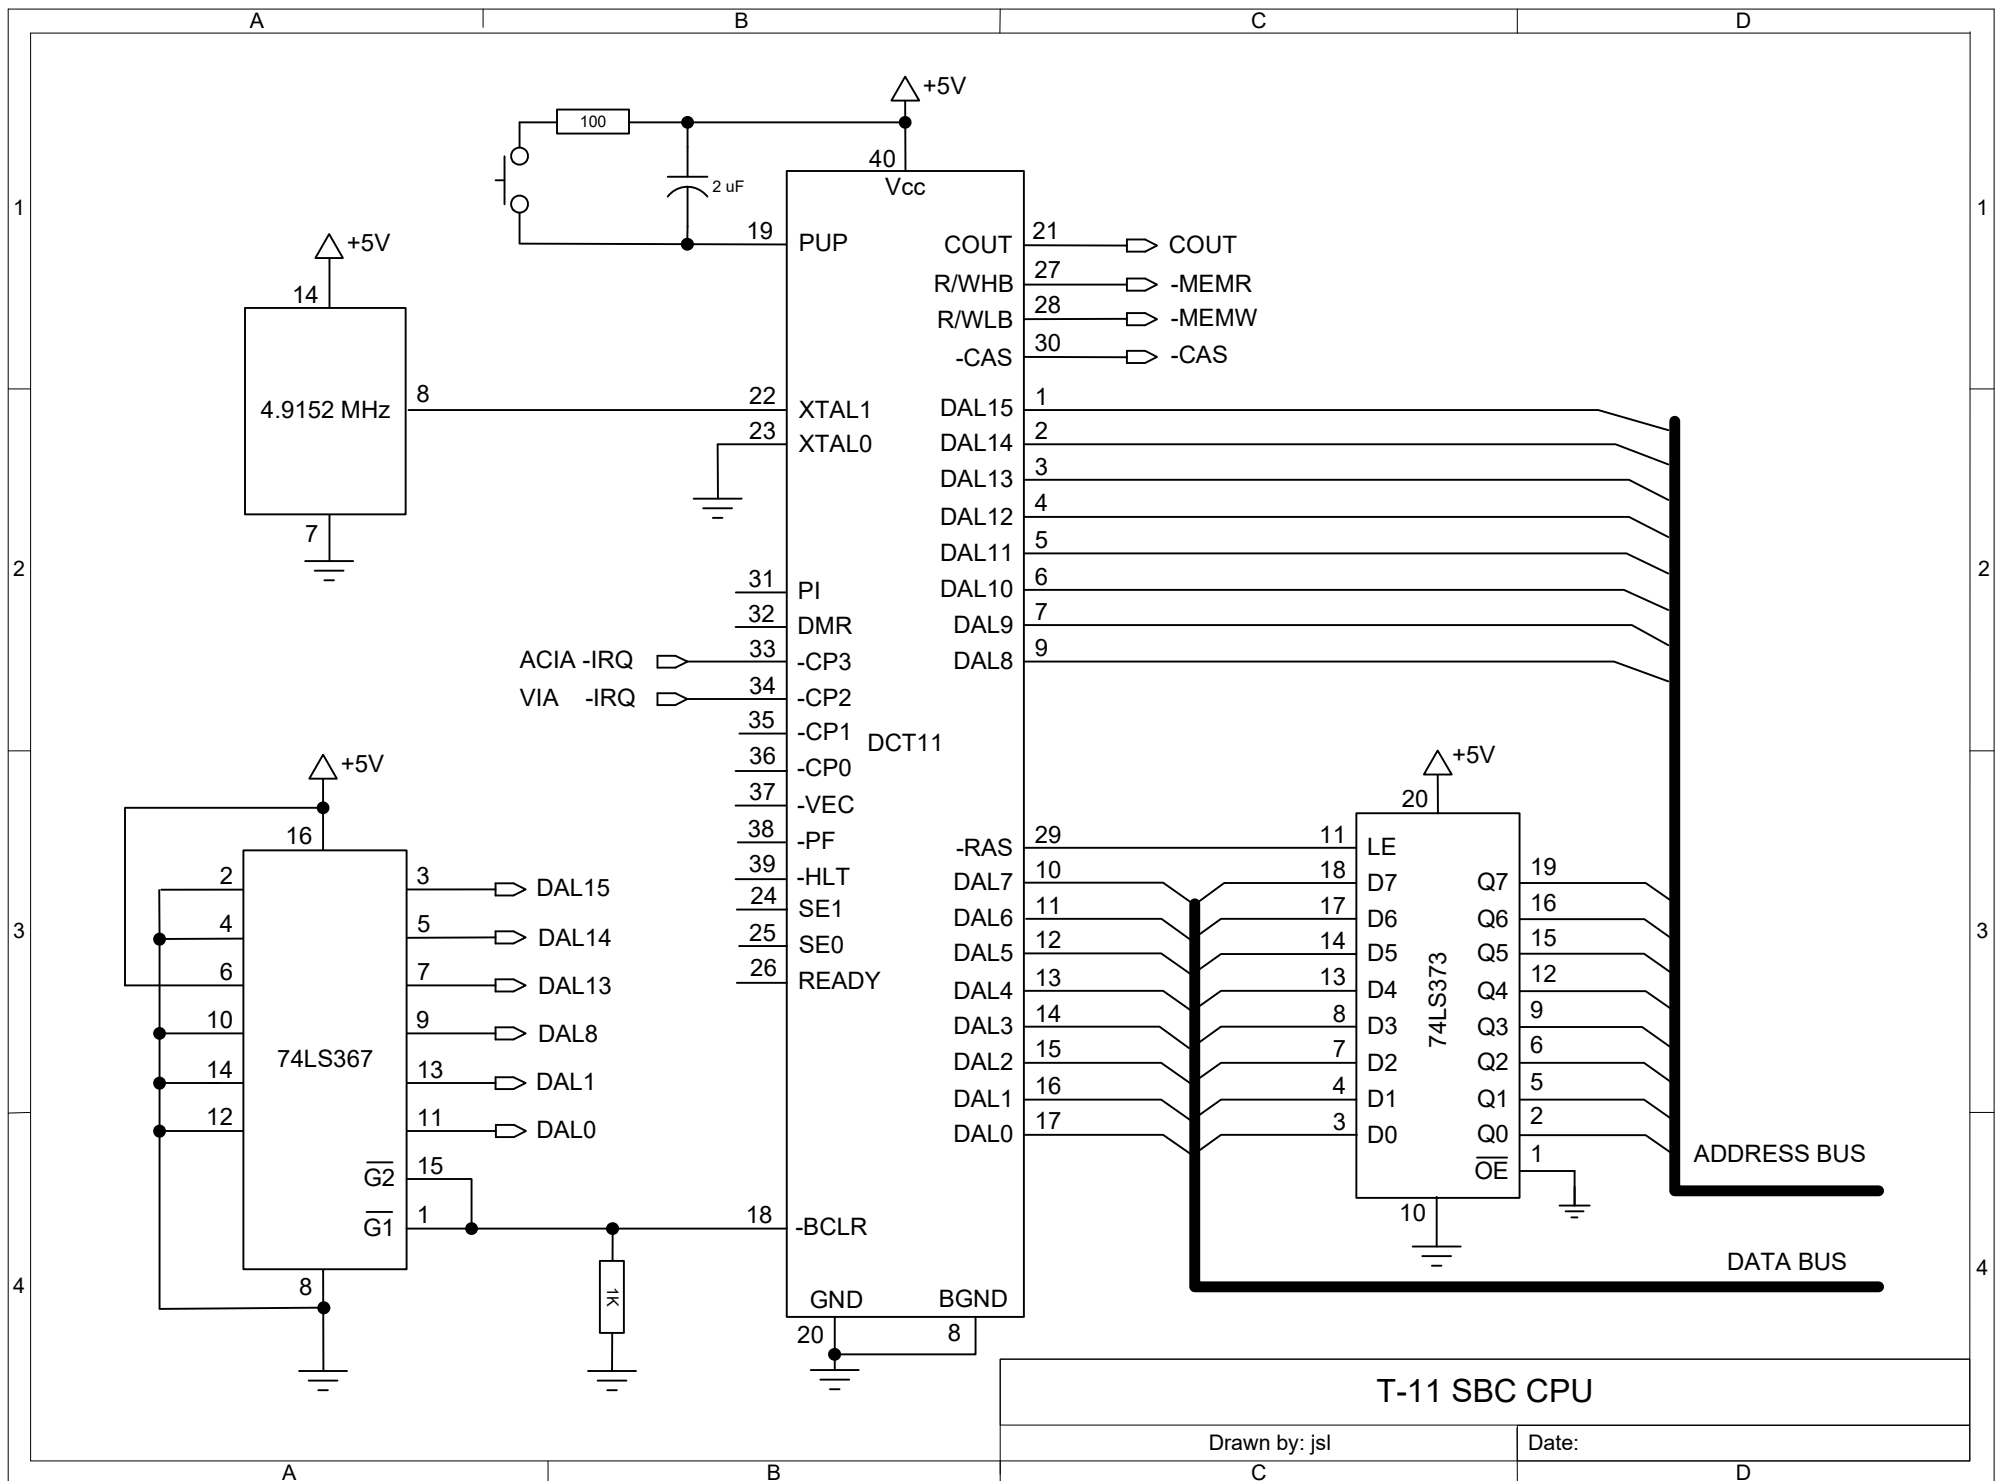 A B C D
+5V
100
40
Vcc
2 uF
1 1
19 PUP COUT 21 COUT
+5V
R/WHB 27 -MEMR
14
R/WLB 28 -MEMW
-CAS 30 -CAS
4.9152 MHz 8 22 XTAL1 DAL15 1
23 XTAL0 DAL14 2
DAL13 3
DAL12 4
7
DAL11 5
2 2
31 PI DAL10 6
32 DMR DAL9 7
ACIA -IRQ 33 -CP3 DAL8 9
VIA -IRQ 34 -CP2
35 -CP1
DCT11
36 -CP0
+5V +5V
37 -VEC 20
16 38 -PF -RAS 29 11 LE
2 3 DAL15 39 -HLT DAL7 10 18 D7 Q7 19
24 SE1
4 5 DAL14 25 SE0 DAL6 11 17 D6 Q6 16
3 3
DAL5 12 14 D5 Q5 15
6 7 DAL13 26 READY DAL4 13 13 D4 Q4 12
74LS373
10 9 DAL8 DAL3 14 8 D3 Q3 9
74LS367
DAL2 15 7 D2 Q2 6
14 13 DAL1 DAL1 16 4 D1 Q1 5
12 11 DAL0 DAL0 17 3 D0 Q0 2
G2 15 OE 1 ADDRESS BUS
G1 1 18 -BCLR 10
DATA BUS
4 4
8 1K
GND BGND
20 8
T-11 SBC CPU
Drawn by: jsl Date:
A B C D